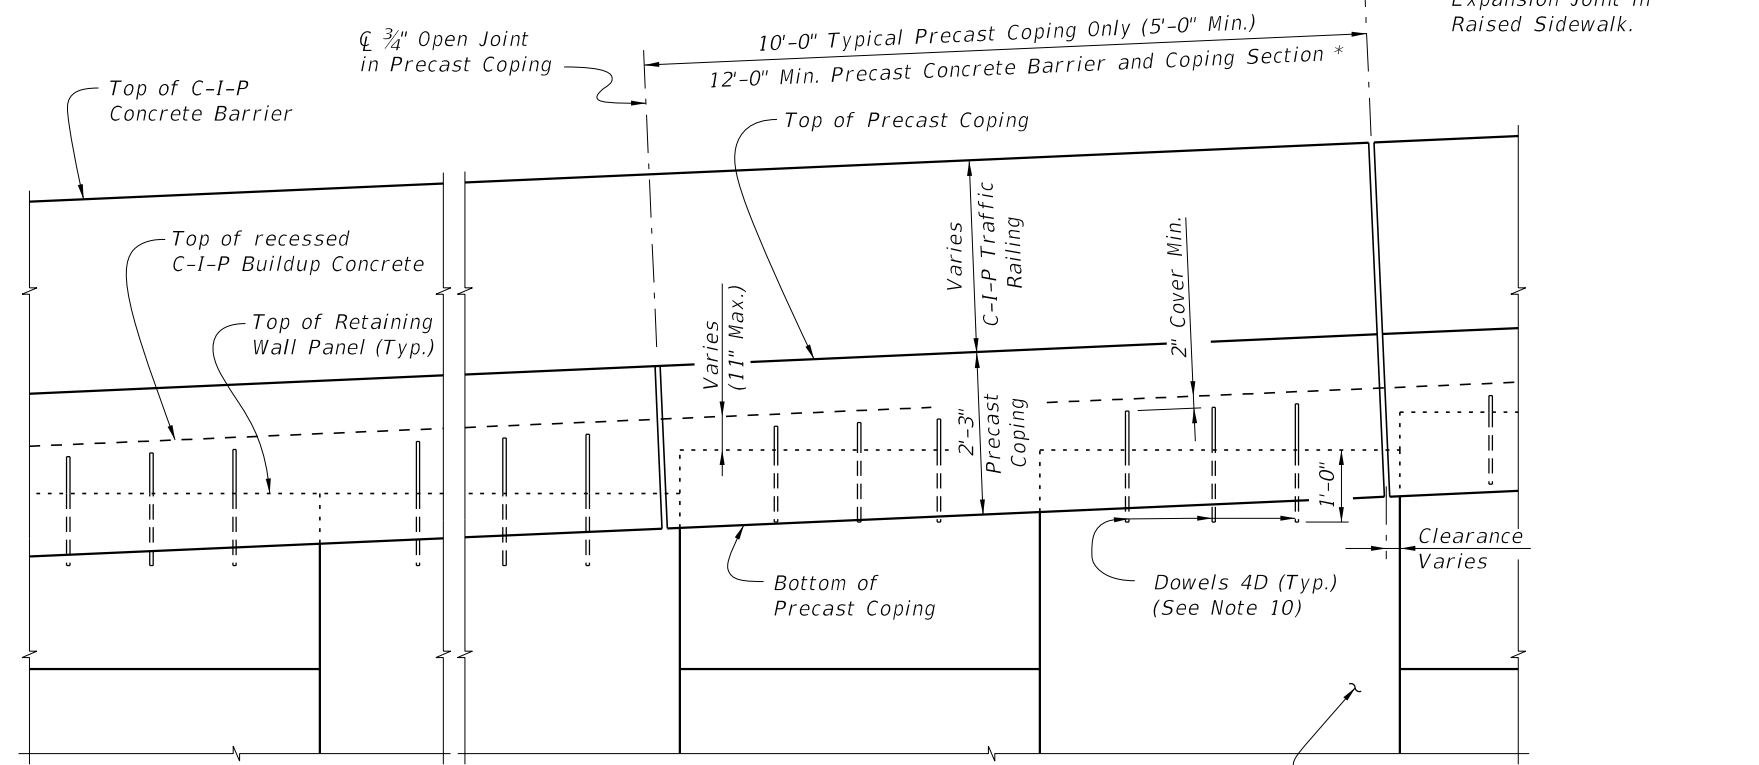 Expansion Joint in
Raised Sidewalk.
℄ ¾" Open Joint
in Precast Coping
10'-0" Typical Precast Coping Only (5'-0" Min.)
12'-0" Min. Precast Concrete Barrier and Coping Section *
Top of C-I-P
Concrete Barrier
Top of Precast Coping
Top of recessed
C-I-P Buildup Concrete
Top of Retaining
Wall Panel (Typ.)
Varies
(11" Max.)
Varies
C-I-P Traffic
Railing
2" Cover Min.
2'-3"
Precast
Coping
1'-0"
Clearance
Varies
Bottom of
Precast Coping
Dowels 4D (Typ.)
(See Note 10)